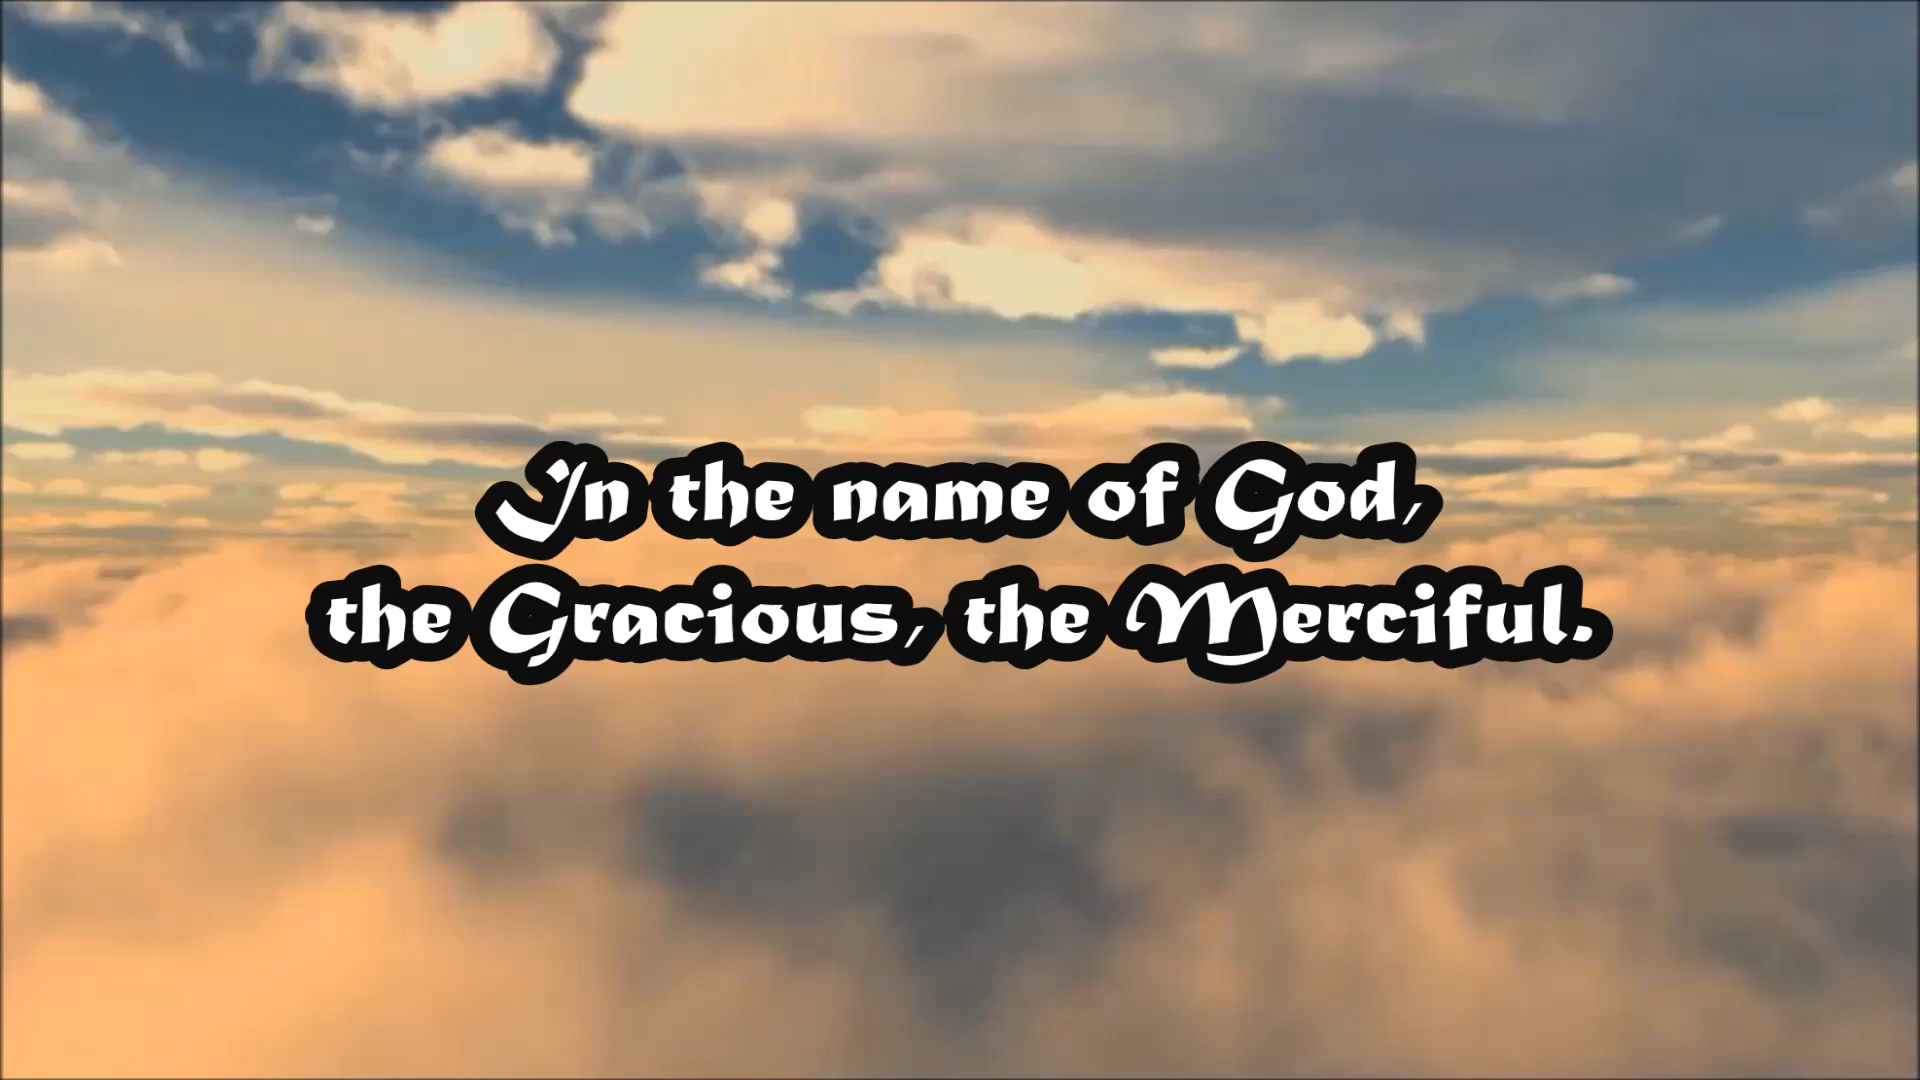 In the name of God,
the Gracious, the Merciful.